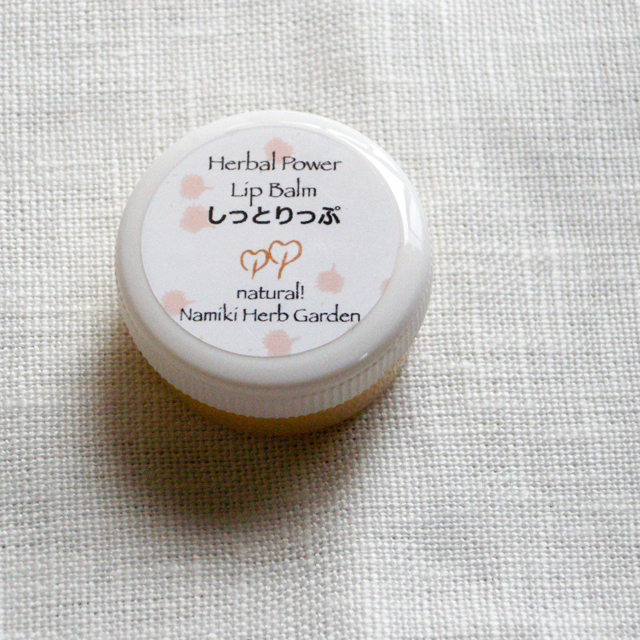 Herbal Power
Lip Balm
しっとりっぷ
natural!
Namiki Herb Garden